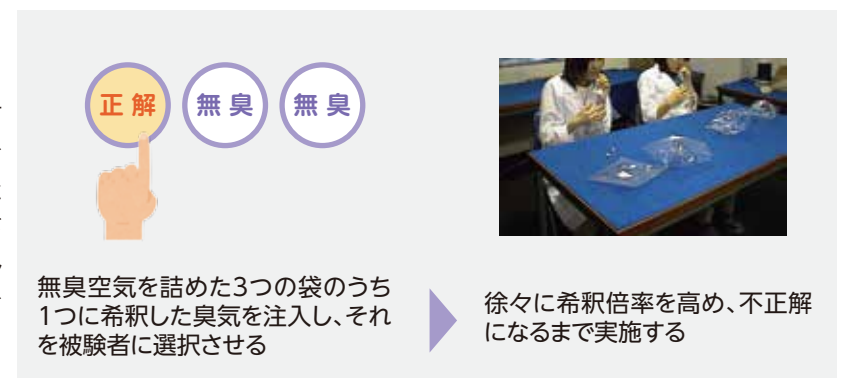 正解
無臭
無臭
無臭空気を詰めた3つの袋のうち
1つに希釈した臭気を注入し、それ
を被験者に選択させる
徐々に希釈倍率を高め、不正解
になるまで実施する